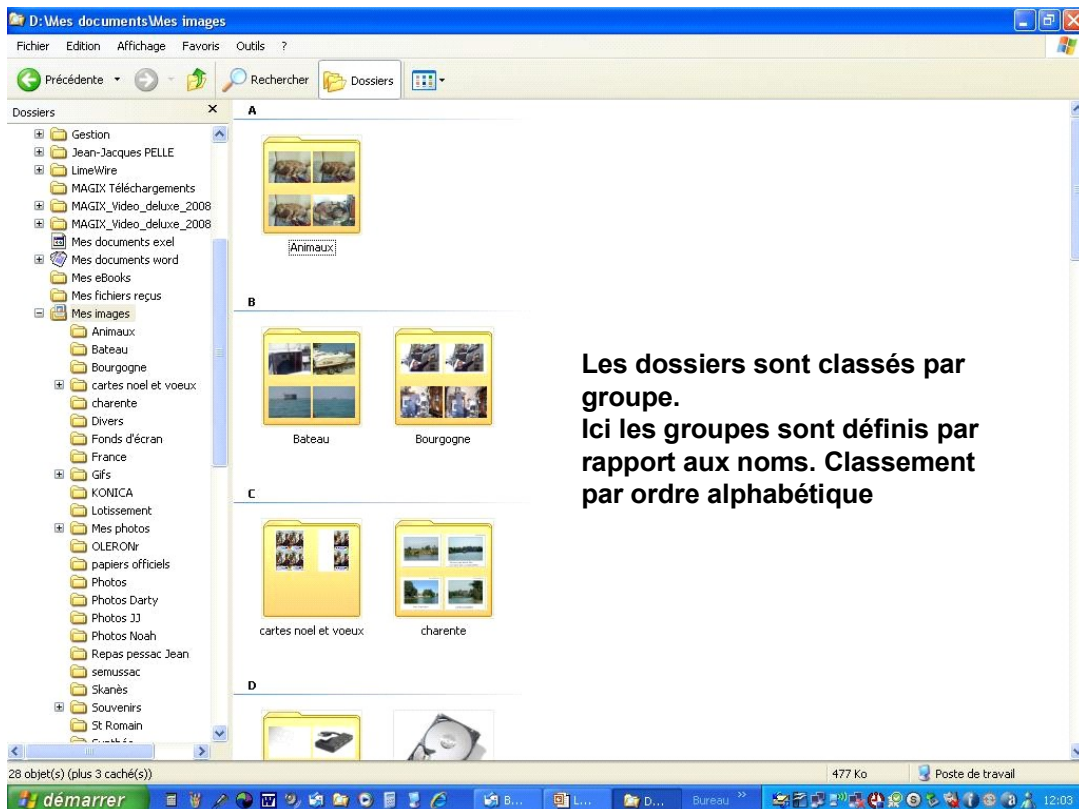 D:\Mes documents\Mes images
Fichier Edition Affichage Favoris Outils ?
Précédente Rechercher Dossiers
Dossiers
Gestion
Jean-Jacques PELLE
LimeWire
MAGIX Téléchargements
MAGIX_Video_deluxe_2008
MAGIX_Video_deluxe_2008
Mes documents exel
Mes documents word
Mes eBooks
Mes fichiers reçus
Mes images
Animaux
Bateau
Bourgogne
cartes noel et voeux
charente
Divers
Fonds d'écran
France
Gifs
KONICA
Lotissement
Mes photos
OLERONr
papiers officiels
Photos
Photos Darty
Photos JJ
Photos Noah
Repas pessac Jean
semussac
Skanès
Souvenirs
St Romain
A
Animaux
B
Bateau Bourgogne
C
cartes noel et voeux charente
D
Les dossiers sont classés par
groupe.
Ici les groupes sont définis par
rapport aux noms. Classement
par ordre alphabétique
28 objet(s) (plus 3 caché(s)) 477 Ko Poste de travail
démarrer B... L... D... Bureau » 12:03